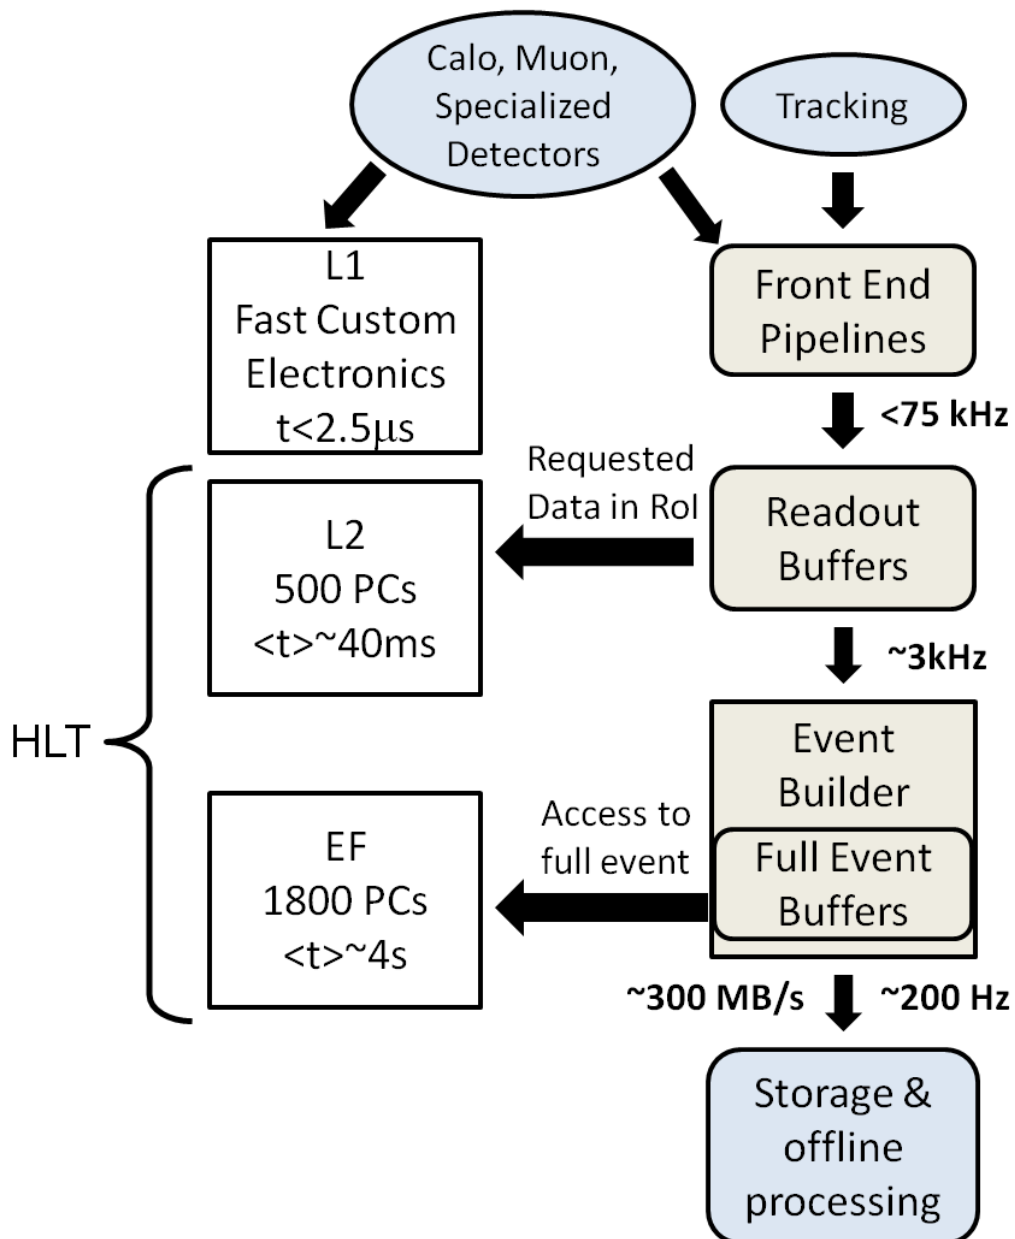 Calo, Muon,
Specialized
Detectors
Tracking
L1
Fast Custom
Electronics
t<2.5μs
Front End
Pipelines
<75 kHz
Requested
Data in RoI
Readout
Buffers
L2
500 PCs
<t>~40ms
~3kHz
HLT
Event
Builder
Access to
full event
Full Event
Buffers
EF
1800 PCs
<t>~4s
~300 MB/s
~200 Hz
Storage &
offline
processing